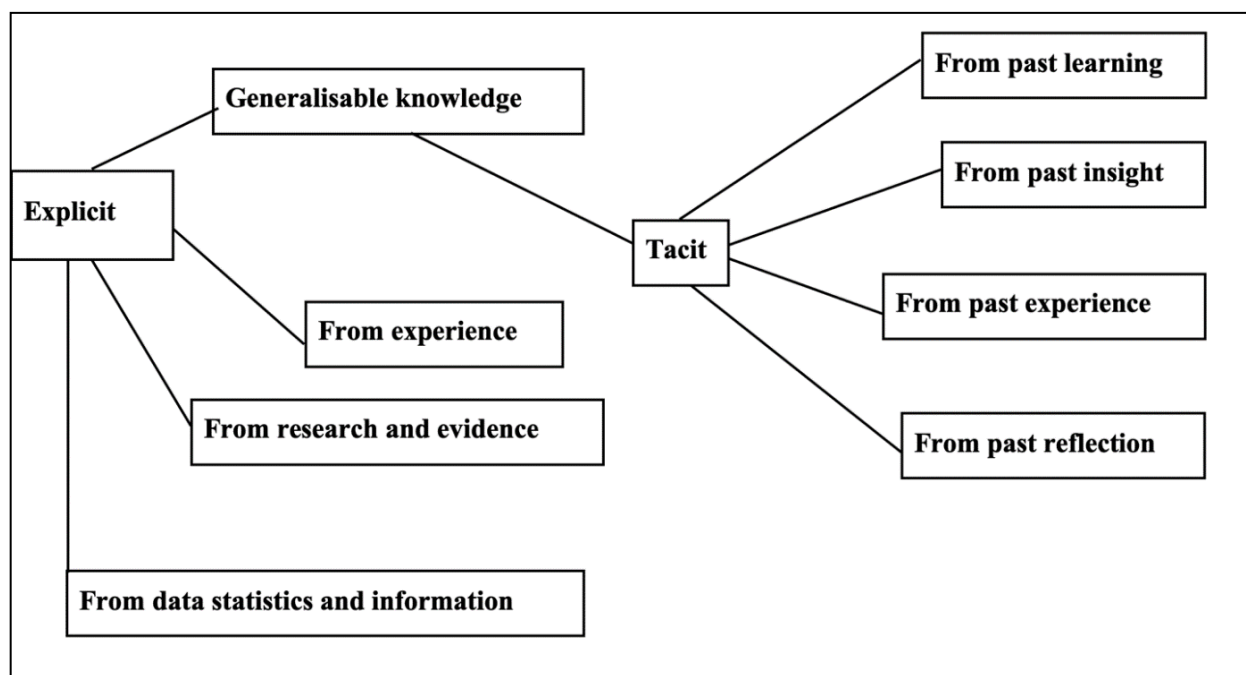 Generalisable knowledge
Explicit
From experience
From research and evidence
From data statistics and information
Tacit
From past learning
From past insight
From past experience
From past reflection